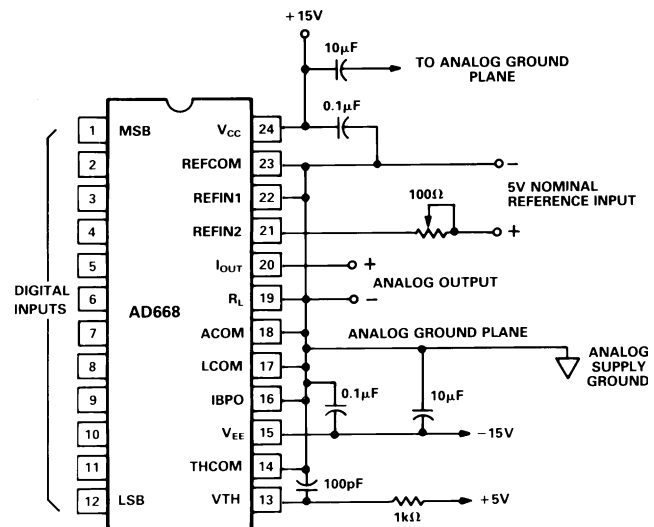 +15V
10µF
TO ANALOG GROUND
PLANE
0.1µF
1 MSB
VCC 24
2
REFCOM 23
−
3
REFIN1 22
100Ω
5V NOMINAL
REFERENCE INPUT
4
REFIN2 21
+
5
IOUT 20
+
ANALOG OUTPUT
DIGITAL
INPUTS
6
AD668
RL 19
−
7
ACOM 18
ANALOG GROUND PLANE
ANALOG
SUPPLY
GROUND
8
LCOM 17
9
IBPO 16
0.1µF
10µF
10
VEE 15
−15V
11
THCOM 14
100pF
12 LSB
VTH 13
1kΩ
+5V